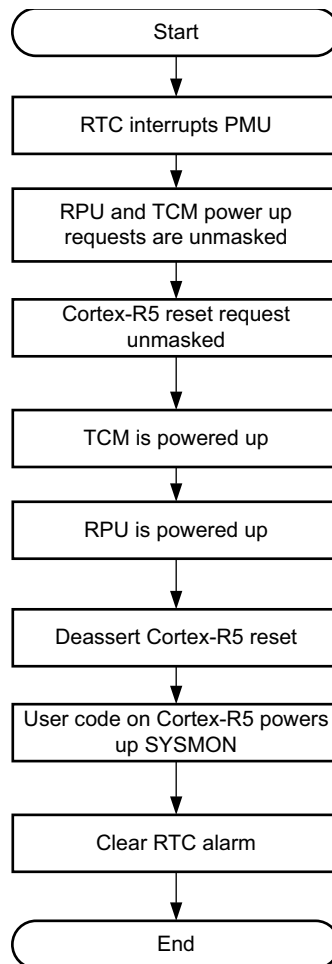 Start
RTC interrupts PMU
RPU and TCM power up
requests are unmasked
Cortex-R5 reset request
unmasked
TCM is powered up
RPU is powered up
Deassert Cortex-R5 reset
User code on Cortex-R5 powers
up SYSMON
Clear RTC alarm
End